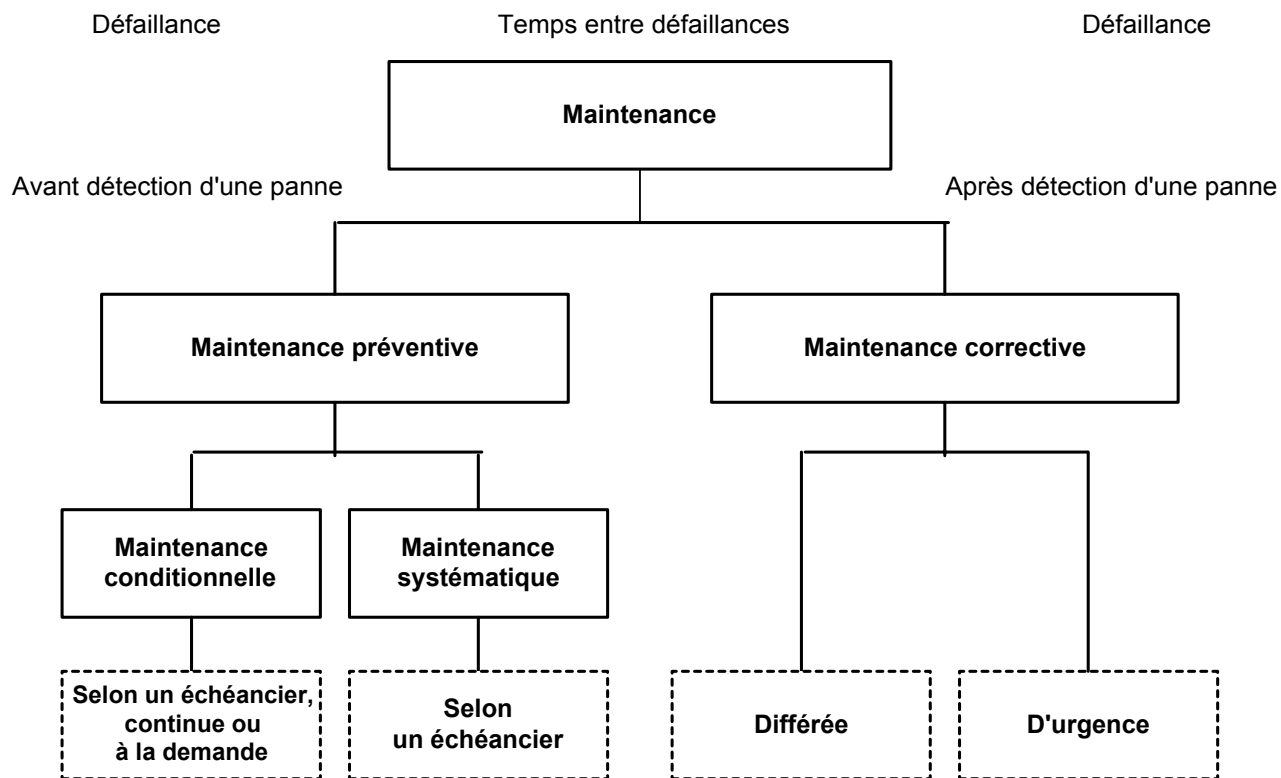 Défaillance
Temps entre défaillances
Défaillance
Maintenance
Avant détection d'une panne
Après détection d'une panne
Maintenance préventive
Maintenance corrective
Maintenance
conditionnelle
Maintenance
systématique
Selon un échéancier,
continue ou
à la demande
Selon
un échéancier
Différée
D'urgence